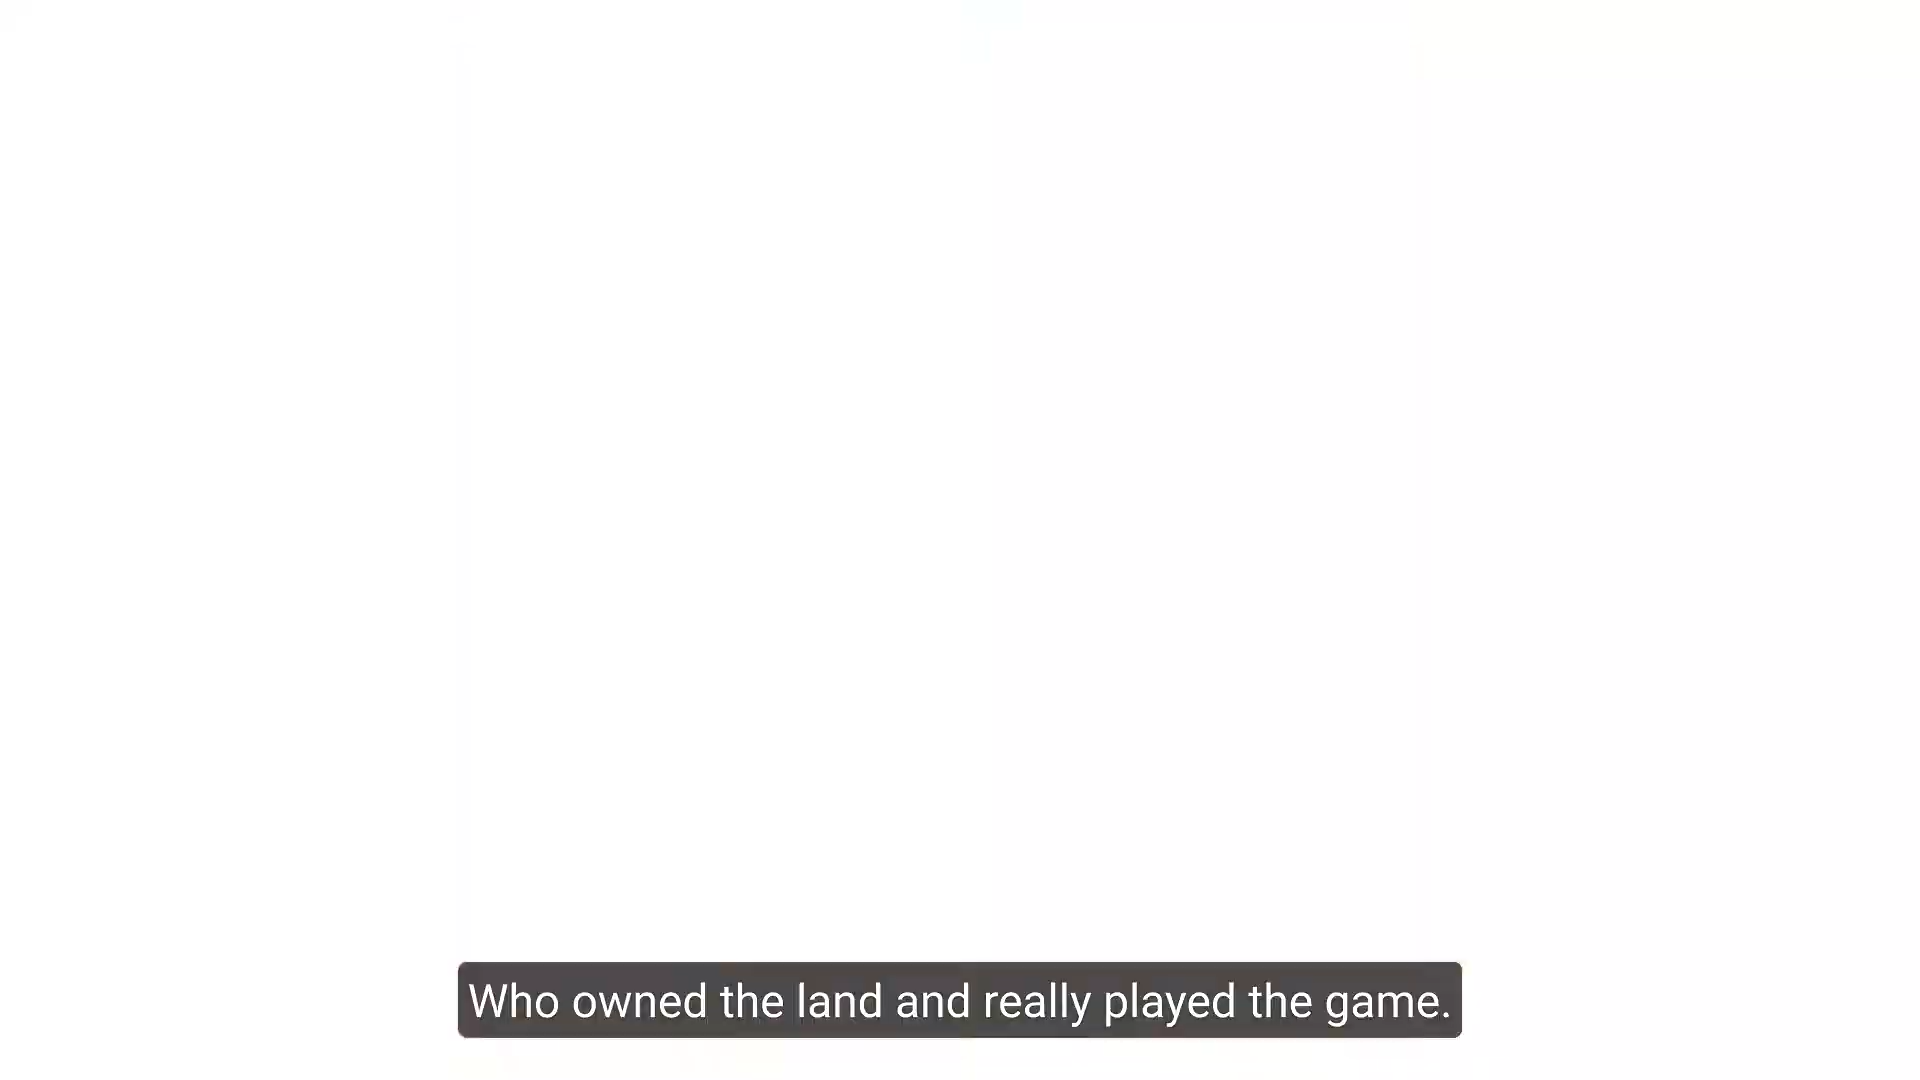 Who owned the land and really played the game.